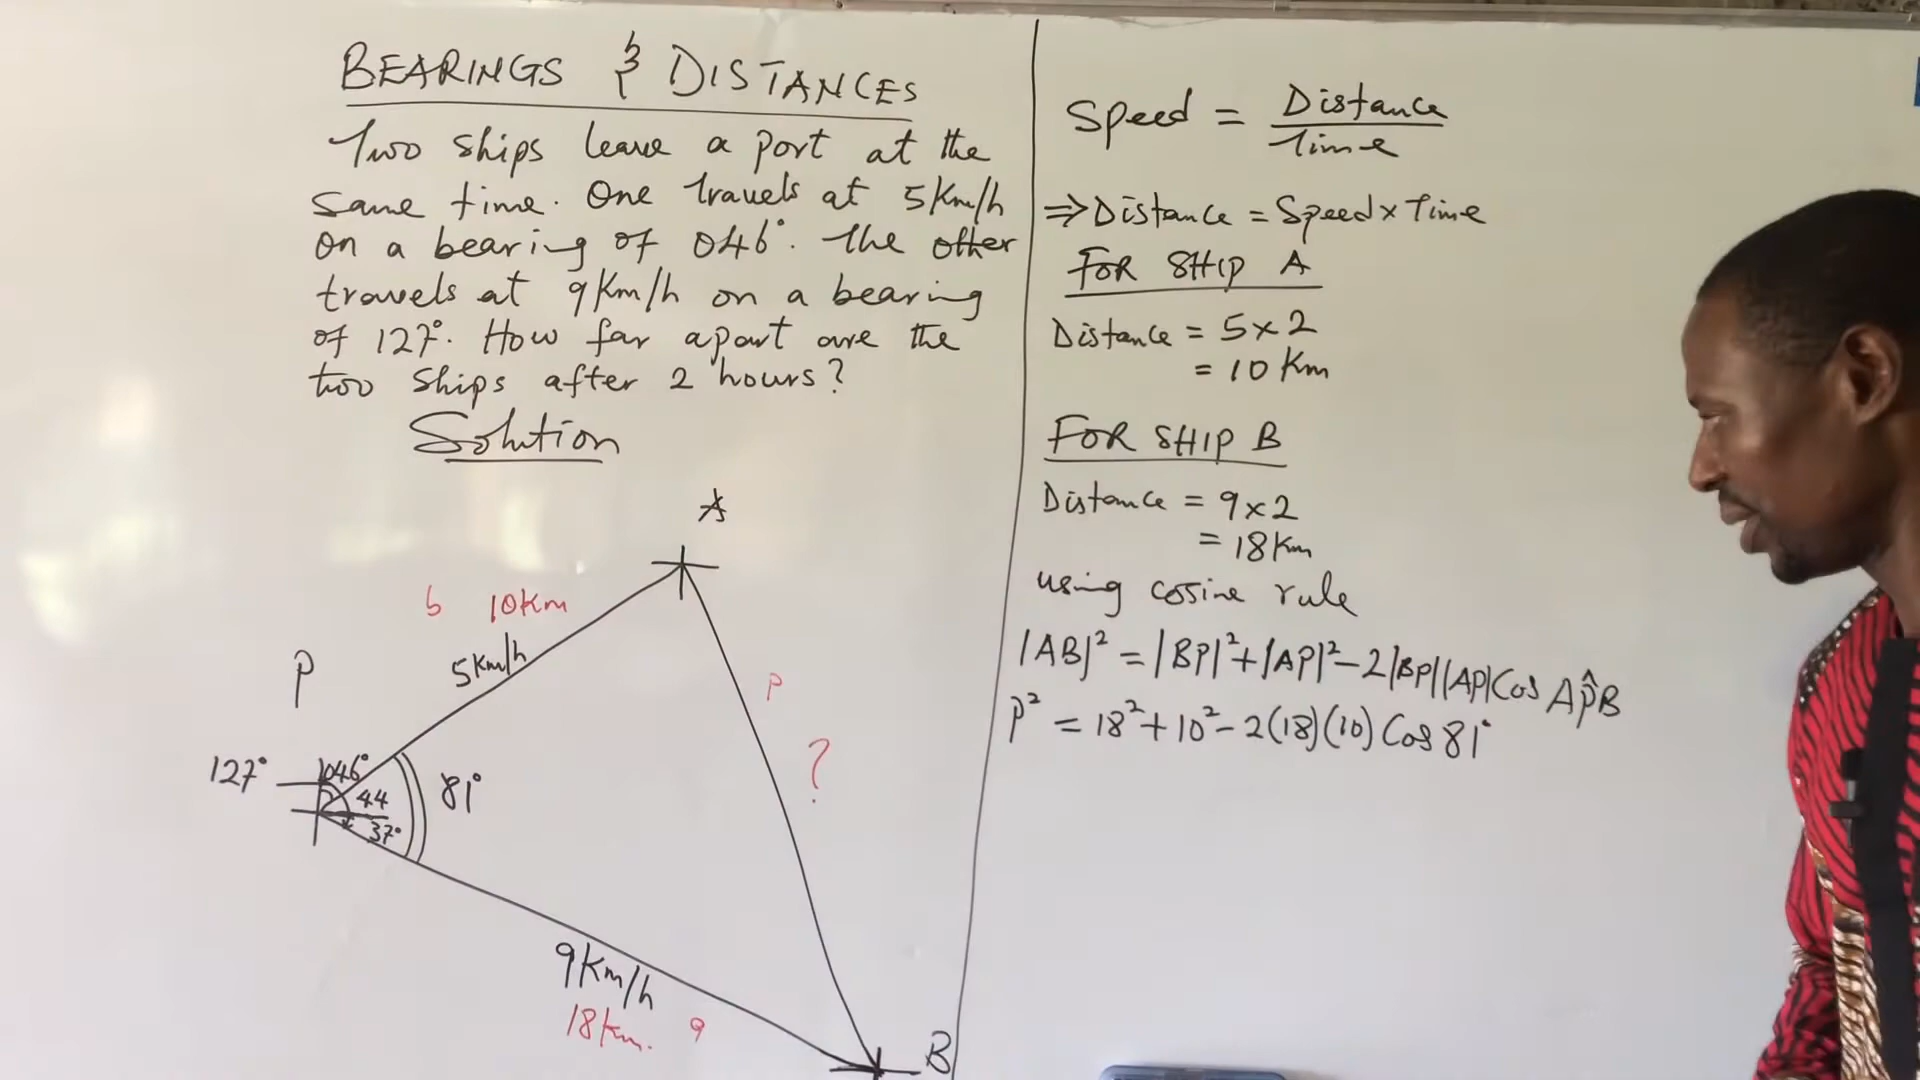 BEARINGS & DISTANCES
Two ships leave a port at the
same time. One travels at 5km/h
on a bearing of 046°. The other
travels at 9km/h on a bearing
of 127°. How far apart are the
two ships after 2 hours?
Solution
A
b 10km
5km/h
P
P
?
127°
046°
44
37°
81°
9km/h
18km. a
B
Speed = Distance
Time
⇒ Distance = Speed × Time
FOR SHIP A
Distance = 5 × 2
= 10 Km
FOR SHIP B
Distance = 9 × 2
= 18 Km
using cosine rule
|AB|² = |BP|² + |AP|² - 2|BP||AP|Cos AP̂B
P² = 18² + 10² - 2(18)(10) Cos 81°